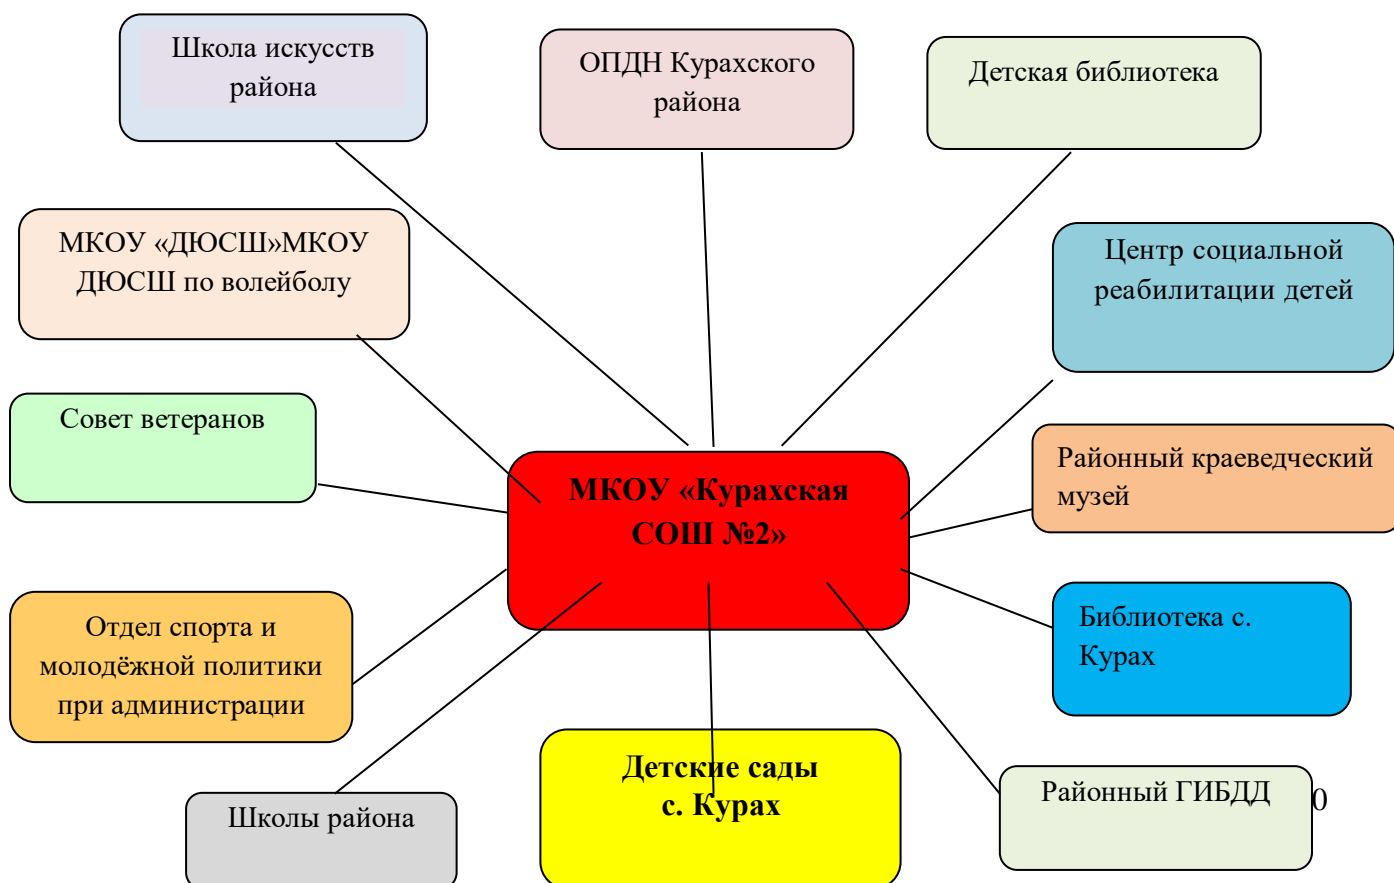 Школа искусств
района
ОПДН Курахского
района
Детская библиотека
МКОУ «ДЮСШ»МКОУ
ДЮСШ по волейболу
Центр социальной
реабилитации детей
Совет ветеранов
МКОУ «Курахская
СОШ №2»
Районный краеведческий
музей
Отдел спорта и
молодёжной политики
при администрации
Библиотека с.
Курах
Детские сады
с. Курах
Школы района
Районный ГИБДД
0